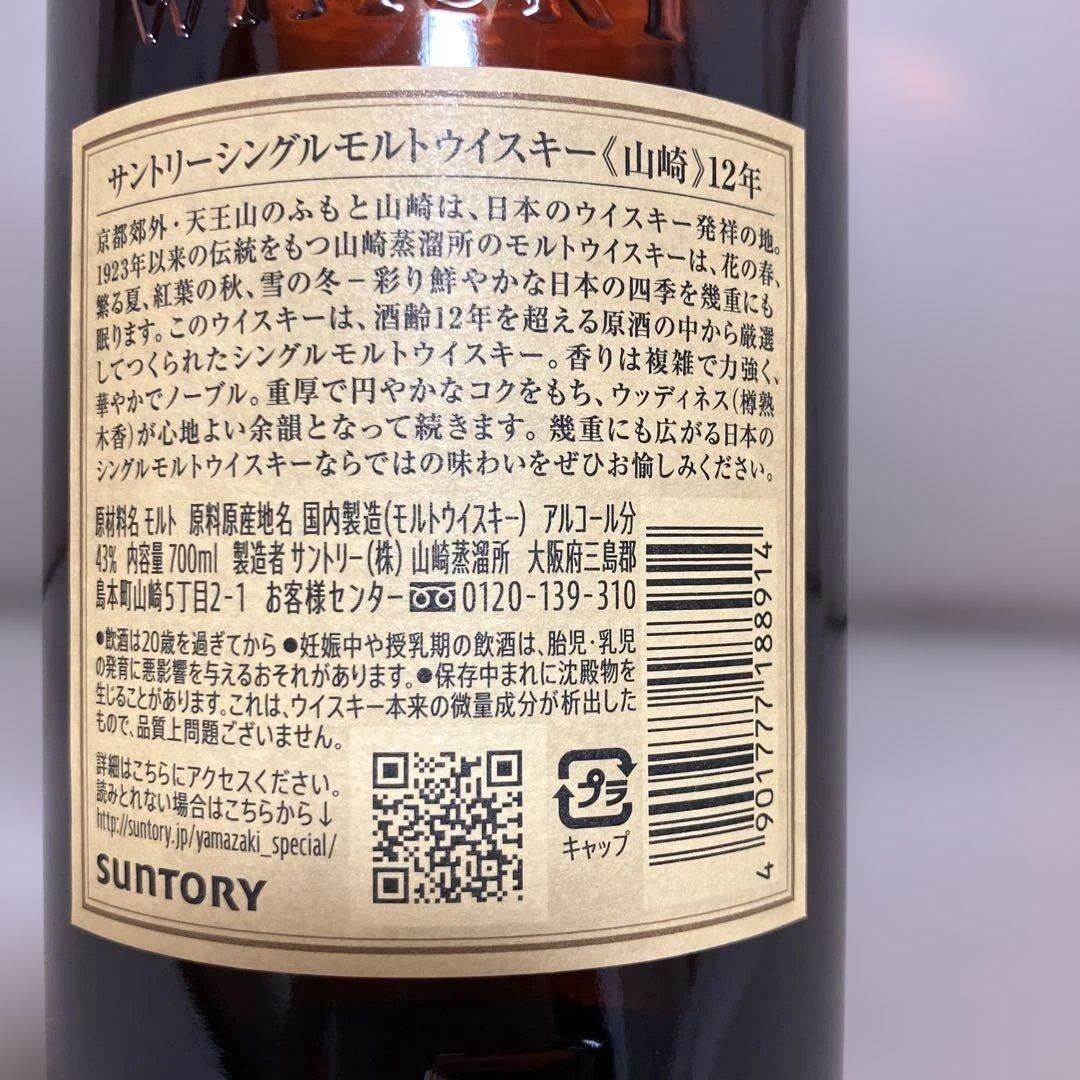 WHISKY
サントリーシングルモルトウイスキー《山崎》12年
京都郊外・天王山のふもと山崎は、日本のウイスキー発祥の地。
1923年以来の伝統をもつ山崎蒸溜所のモルトウイスキーは、花の春、
繁る夏、紅葉の秋、雪の冬－彩り鮮やかな日本の四季を幾重にも
眠ります。このウイスキーは、酒齢12年を超える原酒の中から厳選
してつくられたシングルモルトウイスキー。香りは複雑で力強く、
華やかでノーブル。重厚で円やかなコクをもち、ウッディネス(樽熟
木香)が心地よい余韻となって続きます。幾重にも広がる日本の
シングルモルトウイスキーならではの味わいをぜひお愉しみください。
原材料名 モルト 原料原産地名 国内製造(モルトウイスキー) アルコール分
43% 内容量700ml 製造者 サントリー(株) 山崎蒸溜所 大阪府三島郡
島本町山崎5丁目2-1 お客様センター 0120-139-310
●飲酒は20歳を過ぎてから ●妊娠中や授乳期の飲酒は、胎児・乳児
の発育に悪影響を与えるおそれがあります。●保存中まれに沈殿物を
生じることがあります。これは、ウイスキー本来の微量成分が析出した
もので、品質上問題ございません。
詳細はこちらにアクセスください。
読みとれない場合はこちらから↓
http://suntory.jp/yamazaki_special/
SUNTORY
プラ
キャップ
4 901777 188914